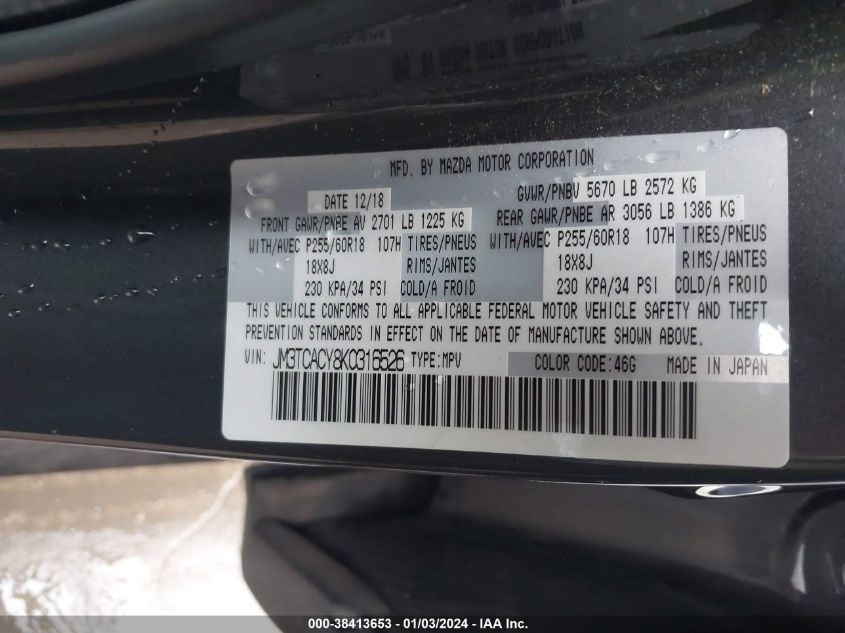 MFD. BY MAZDA MOTOR CORPORATION
DATE 12/18 GVWR/PNBV 5670 LB 2572 KG
FRONT GAWR/PNBE AV 2701 LB 1225 KG REAR GAWR/PNBE AR 3056 LB 1386 KG
WITH/AVEC P255/60R18 107H TIRES/PNEUS WITH/AVEC P255/60R18 107H TIRES/PNEUS
18X8J RIMS/JANTES 18X8J RIMS/JANTES
230 KPA/34 PSI COLD/A FROID 230 KPA/34 PSI COLD/A FROID
THIS VEHICLE CONFORMS TO ALL APPLICABLE FEDERAL MOTOR VEHICLE SAFETY AND THEFT
PREVENTION STANDARDS IN EFFECT ON THE DATE OF MANUFACTURE SHOWN ABOVE.
VIN: JM3TCACY8K0316526 TYPE:MPV COLOR CODE:46G MADE IN JAPAN
000-38413653 - 01/03/2024 - IAA Inc.